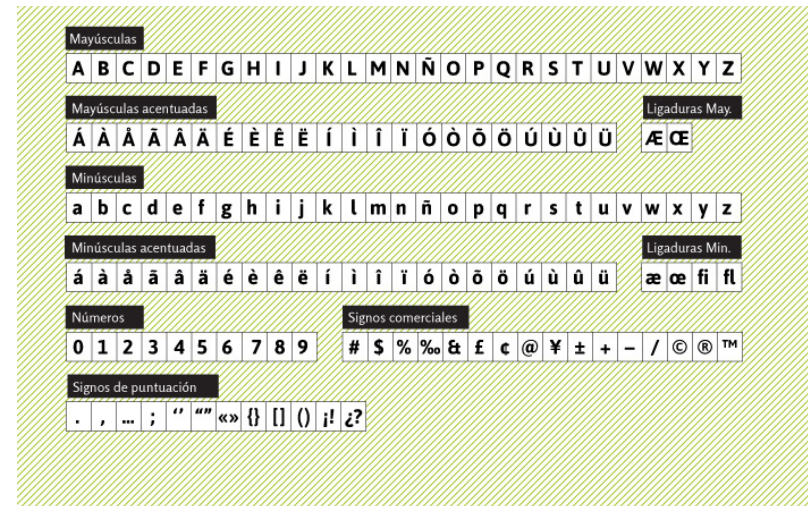 Mayúsculas
A B C D E F G H I J K L M N Ñ O P Q R S T U V W X Y Z
Mayúsculas acentuadas
Á À Å Ã Â Ä É È Ê Ë Í Ì Î Ï Ó Ò Õ Ö Ú Ù Û Ü
Ligaduras May.
Æ Œ
Minúsculas
a b c d e f g h i j k l m n ñ o p q r s t u v w x y z
Minúsculas acentuadas
á à å ã â ä é è ê ë í ì î ï ó ò õ ö ú ù û ü
Ligaduras Min.
æ œ fi fl
Números
0 1 2 3 4 5 6 7 8 9
Signos comerciales
# $ % ‰ & £ ¢ @ ¥ ± + – / © ® ™
Signos de puntuación
. , … ; ‘’ “” «» {} [] () ¡! ¿?